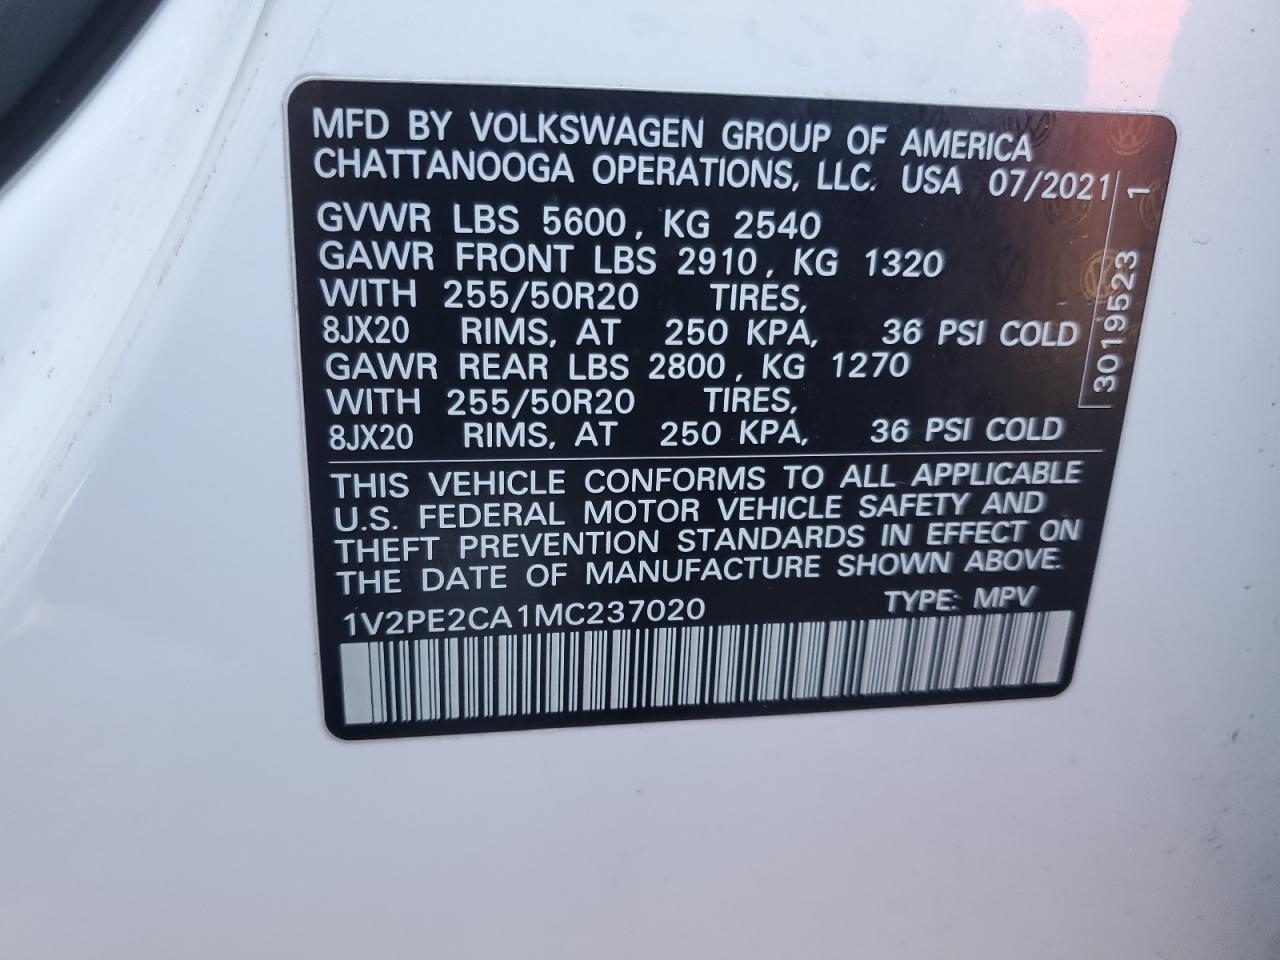 MFD BY VOLKSWAGEN GROUP OF AMERICA
CHATTANOOGA OPERATIONS, LLC. USA 07/2021
GVWR LBS 5600, KG 2540
GAWR FRONT LBS 2910, KG 1320
WITH 255/50R20 TIRES,
8JX20 RIMS, AT 250 KPA, 36 PSI COLD
GAWR REAR LBS 2800, KG 1270
WITH 255/50R20 TIRES,
8JX20 RIMS, AT 250 KPA, 36 PSI COLD
3019523 1
THIS VEHICLE CONFORMS TO ALL APPLICABLE
U.S. FEDERAL MOTOR VEHICLE SAFETY AND
THEFT PREVENTION STANDARDS IN EFFECT ON
THE DATE OF MANUFACTURE SHOWN ABOVE.
1V2PE2CA1MC237020 TYPE: MPV